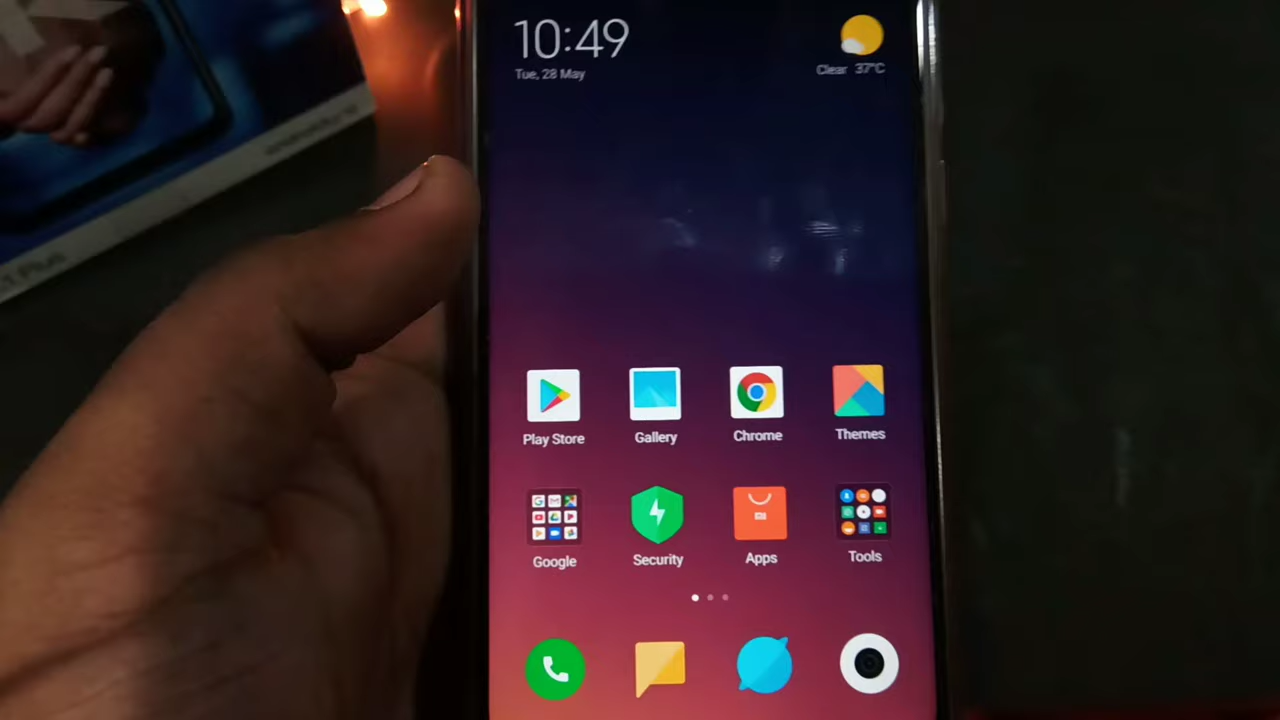 10:49
Tue, 28 May
Clear 37°C
Play Store
Gallery
Chrome
Themes
Google
Security
Apps
Tools